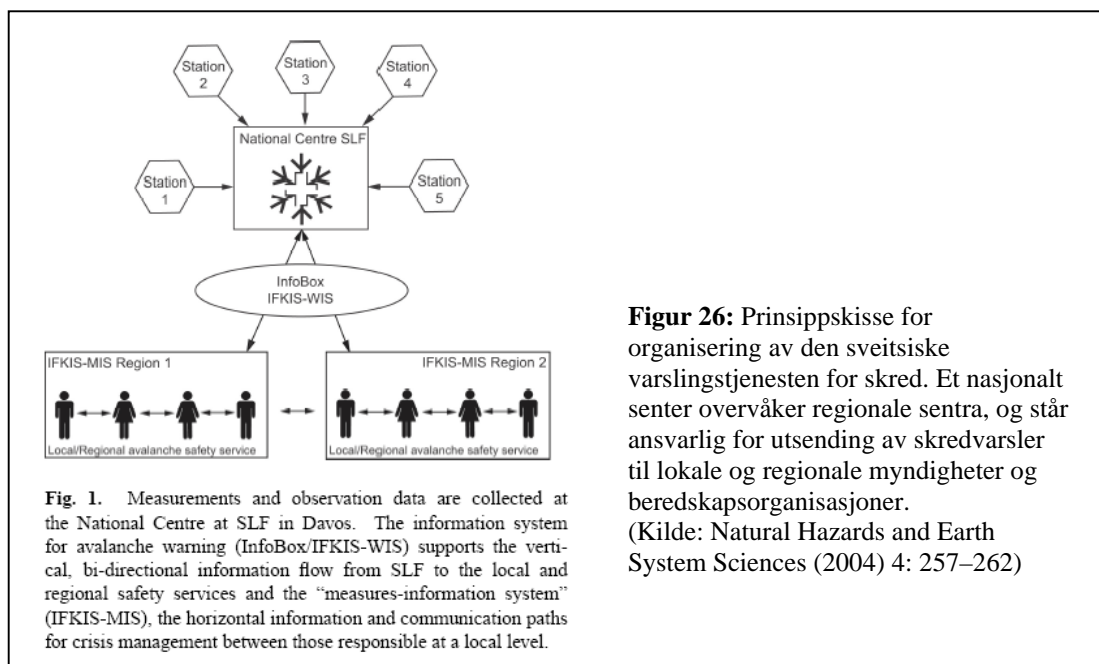 Station
2
Station
3
Station
4
National Centre SLF
Station
1
Station
5
InfoBox
IFKIS-WIS
IFKIS-MIS Region 1
Local/Regional avalanche safety service
IFKIS-MIS Region 2
Local/Regional avalanche safety service
Fig. 1. Measurements and observation data are collected at
the National Centre at SLF in Davos. The information system
for avalanche warning (InfoBox/IFKIS-WIS) supports the verti-
cal, bi-directional information flow from SLF to the local and
regional safety services and the “measures-information system”
(IFKIS-MIS), the horizontal information and communication paths
for crisis management between those responsible at a local level.
Figur 26: Prinsippskisse for
organisering av den sveitsiske
varslingstjenesten for skred. Et nasjonalt
senter overvåker regionale sentra, og står
ansvarlig for utsending av skredvarsler
til lokale og regionale myndigheter og
beredskapsorganisasjoner.
(Kilde: Natural Hazards and Earth
System Sciences (2004) 4: 257–262)